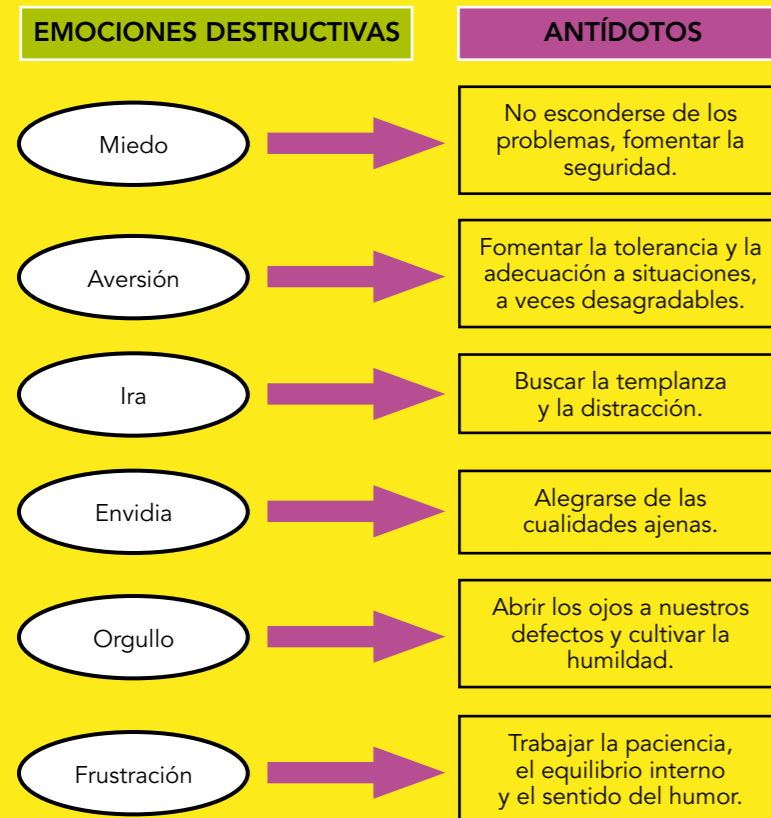 EMOCIONES DESTRUCTIVAS
ANTÍDOTOS
Miedo
No esconderse de los
problemas, fomentar la
seguridad.
Aversión
Fomentar la tolerancia y la
adecuación a situaciones,
a veces desagradables.
Ira
Buscar la templanza
y la distracción.
Envidia
Alegrarse de las
cualidades ajenas.
Orgullo
Abrir los ojos a nuestros
defectos y cultivar la
humildad.
Frustración
Trabajar la paciencia,
el equilibrio interno
y el sentido del humor.